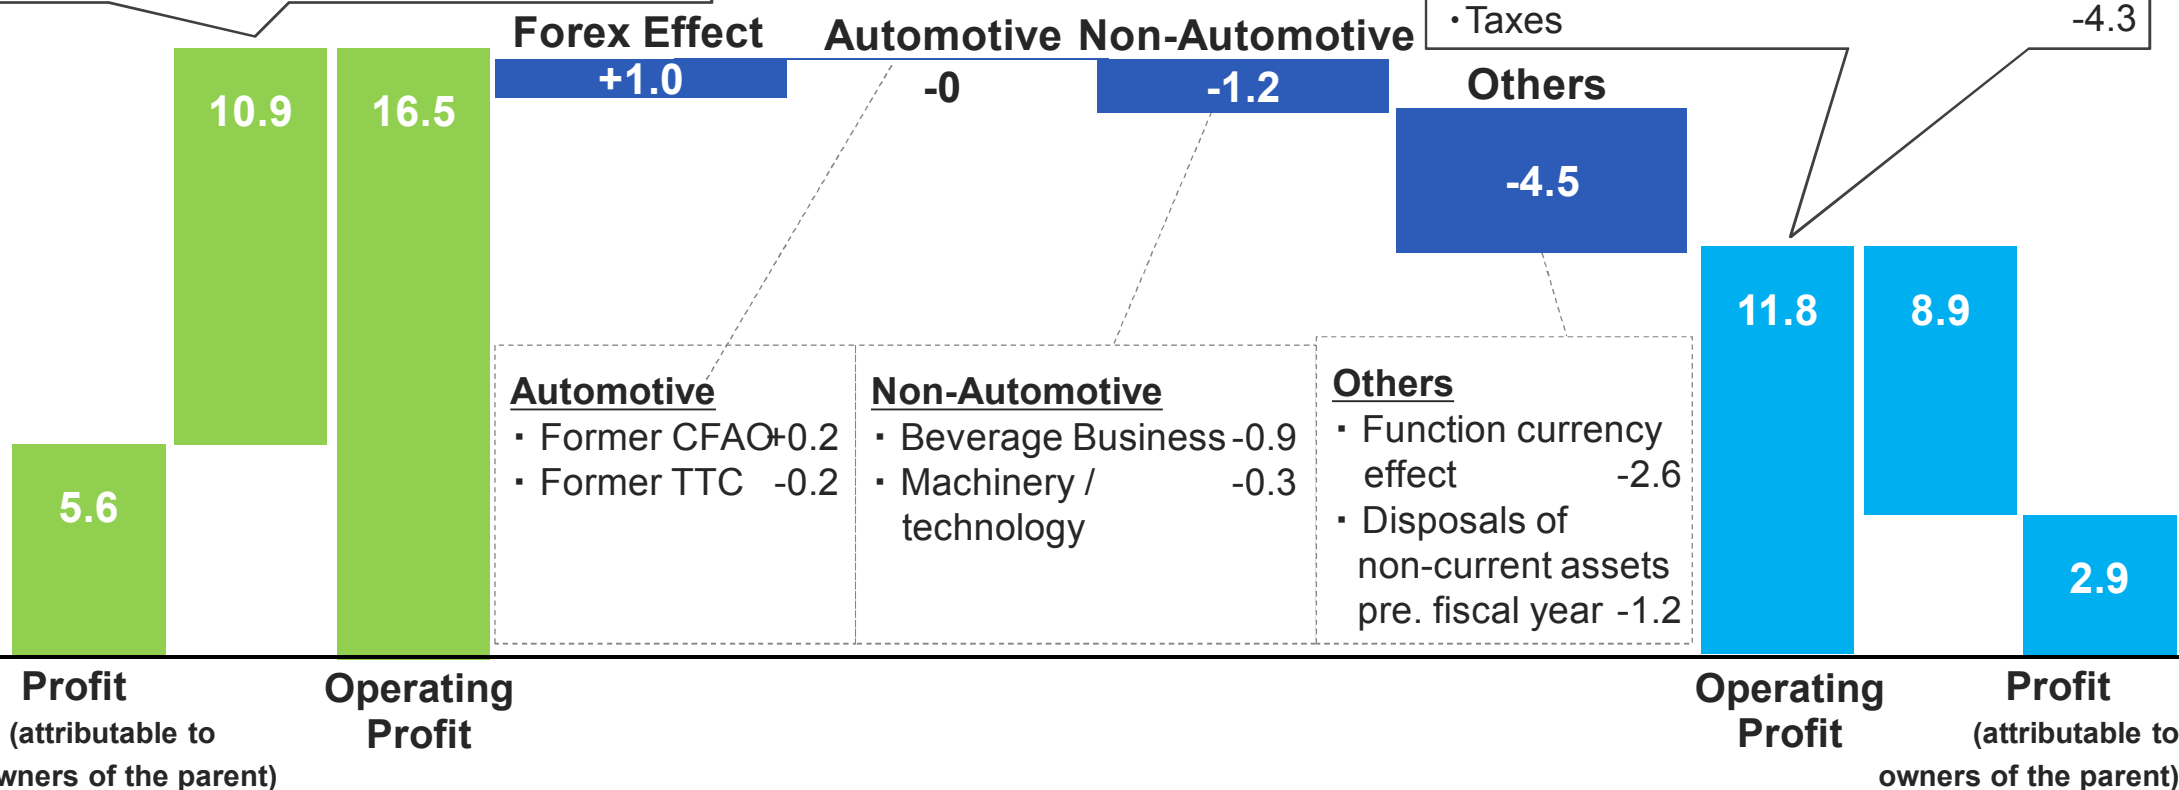 ・Taxes -4.3
Forex Effect
Automotive
Non-Automotive
Others
10.9
16.5
+1.0
-0
-1.2
-4.5
5.6
11.8
8.9
2.9
Automotive
・ Former CFAO+0.2
・ Former TTC -0.2
Non-Automotive
・ Beverage Business -0.9
・ Machinery / -0.3
technology
Others
・ Function currency
effect -2.6
・ Disposals of
non-current assets
pre. fiscal year -1.2
Profit
(attributable to
wners of the parent)
Operating
Profit
Operating
Profit
Profit
(attributable to
owners of the parent)